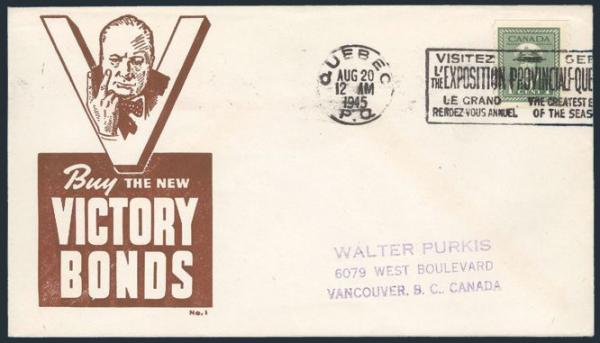 Buy THE NEW
VICTORY
BONDS
No. 1
QUEBEC
AUG 20
12 AM
1945
P.Q.
CANADA
VISITEZ SEE
L'EXPOSITION PROVINCIALE
THE
LE GRAND THE GREATEST
RENDEZ-VOUS ANNUEL OF THE
WALTER PURKIS
6079 WEST BOULEVARD
VANCOUVER, B. C., CANADA